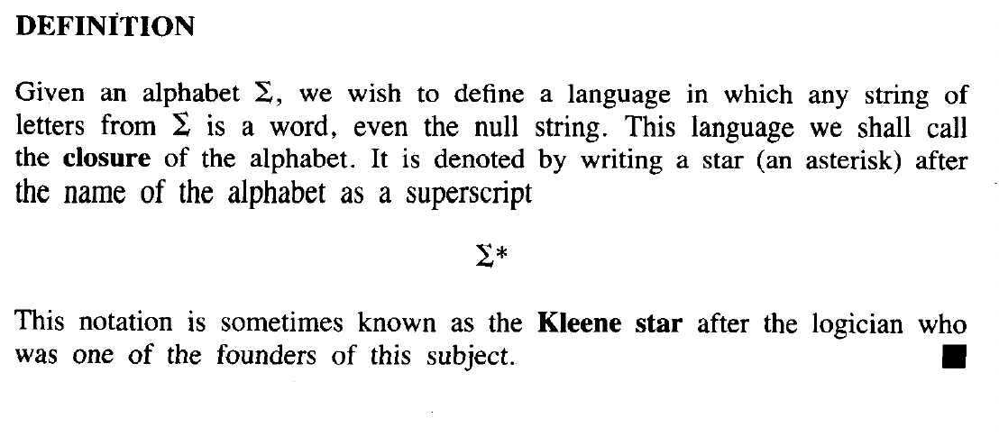 DEFINITION
Given an alphabet Σ, we wish to define a language in which any string of
letters from Σ is a word, even the null string. This language we shall call
the closure of the alphabet. It is denoted by writing a star (an asterisk) after
the name of the alphabet as a superscript
Σ*
This notation is sometimes known as the Kleene star after the logician who
was one of the founders of this subject. ■